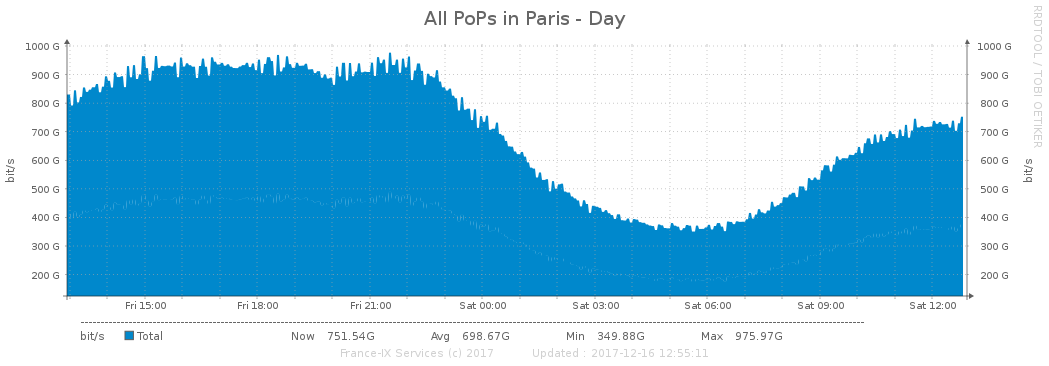 All PoPs in Paris - Day
RRDTOOL / TOBI OETIKER
1000 G 1000 G
900 G 900 G
800 G 800 G
700 G 700 G
600 G 600 G
500 G 500 G
400 G 400 G
300 G 300 G
200 G 200 G
bit/s bit/s
Fri 15:00 Fri 18:00 Fri 21:00 Sat 00:00 Sat 03:00 Sat 06:00 Sat 09:00 Sat 12:00
bit/s Total Now 751.54G Avg 698.67G Min 349.88G Max 975.97G
France-IX Services (c) 2017 Updated : 2017-12-16 12:55:11